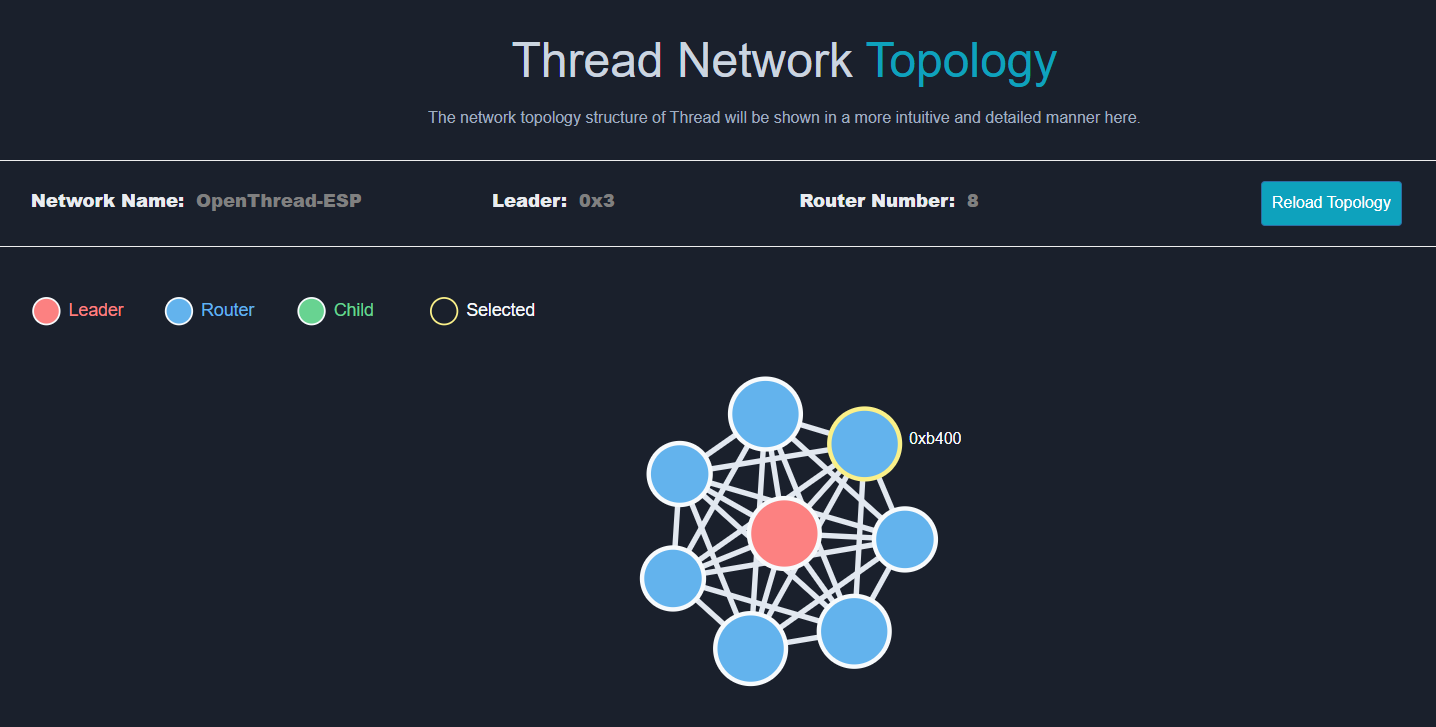 Thread Network Topology
The network topology structure of Thread will be shown in a more intuitive and detailed manner here.
Network Name: OpenThread-ESP Leader: 0x3 Router Number: 8 Reload Topology
Leader Router Child Selected
0xb400